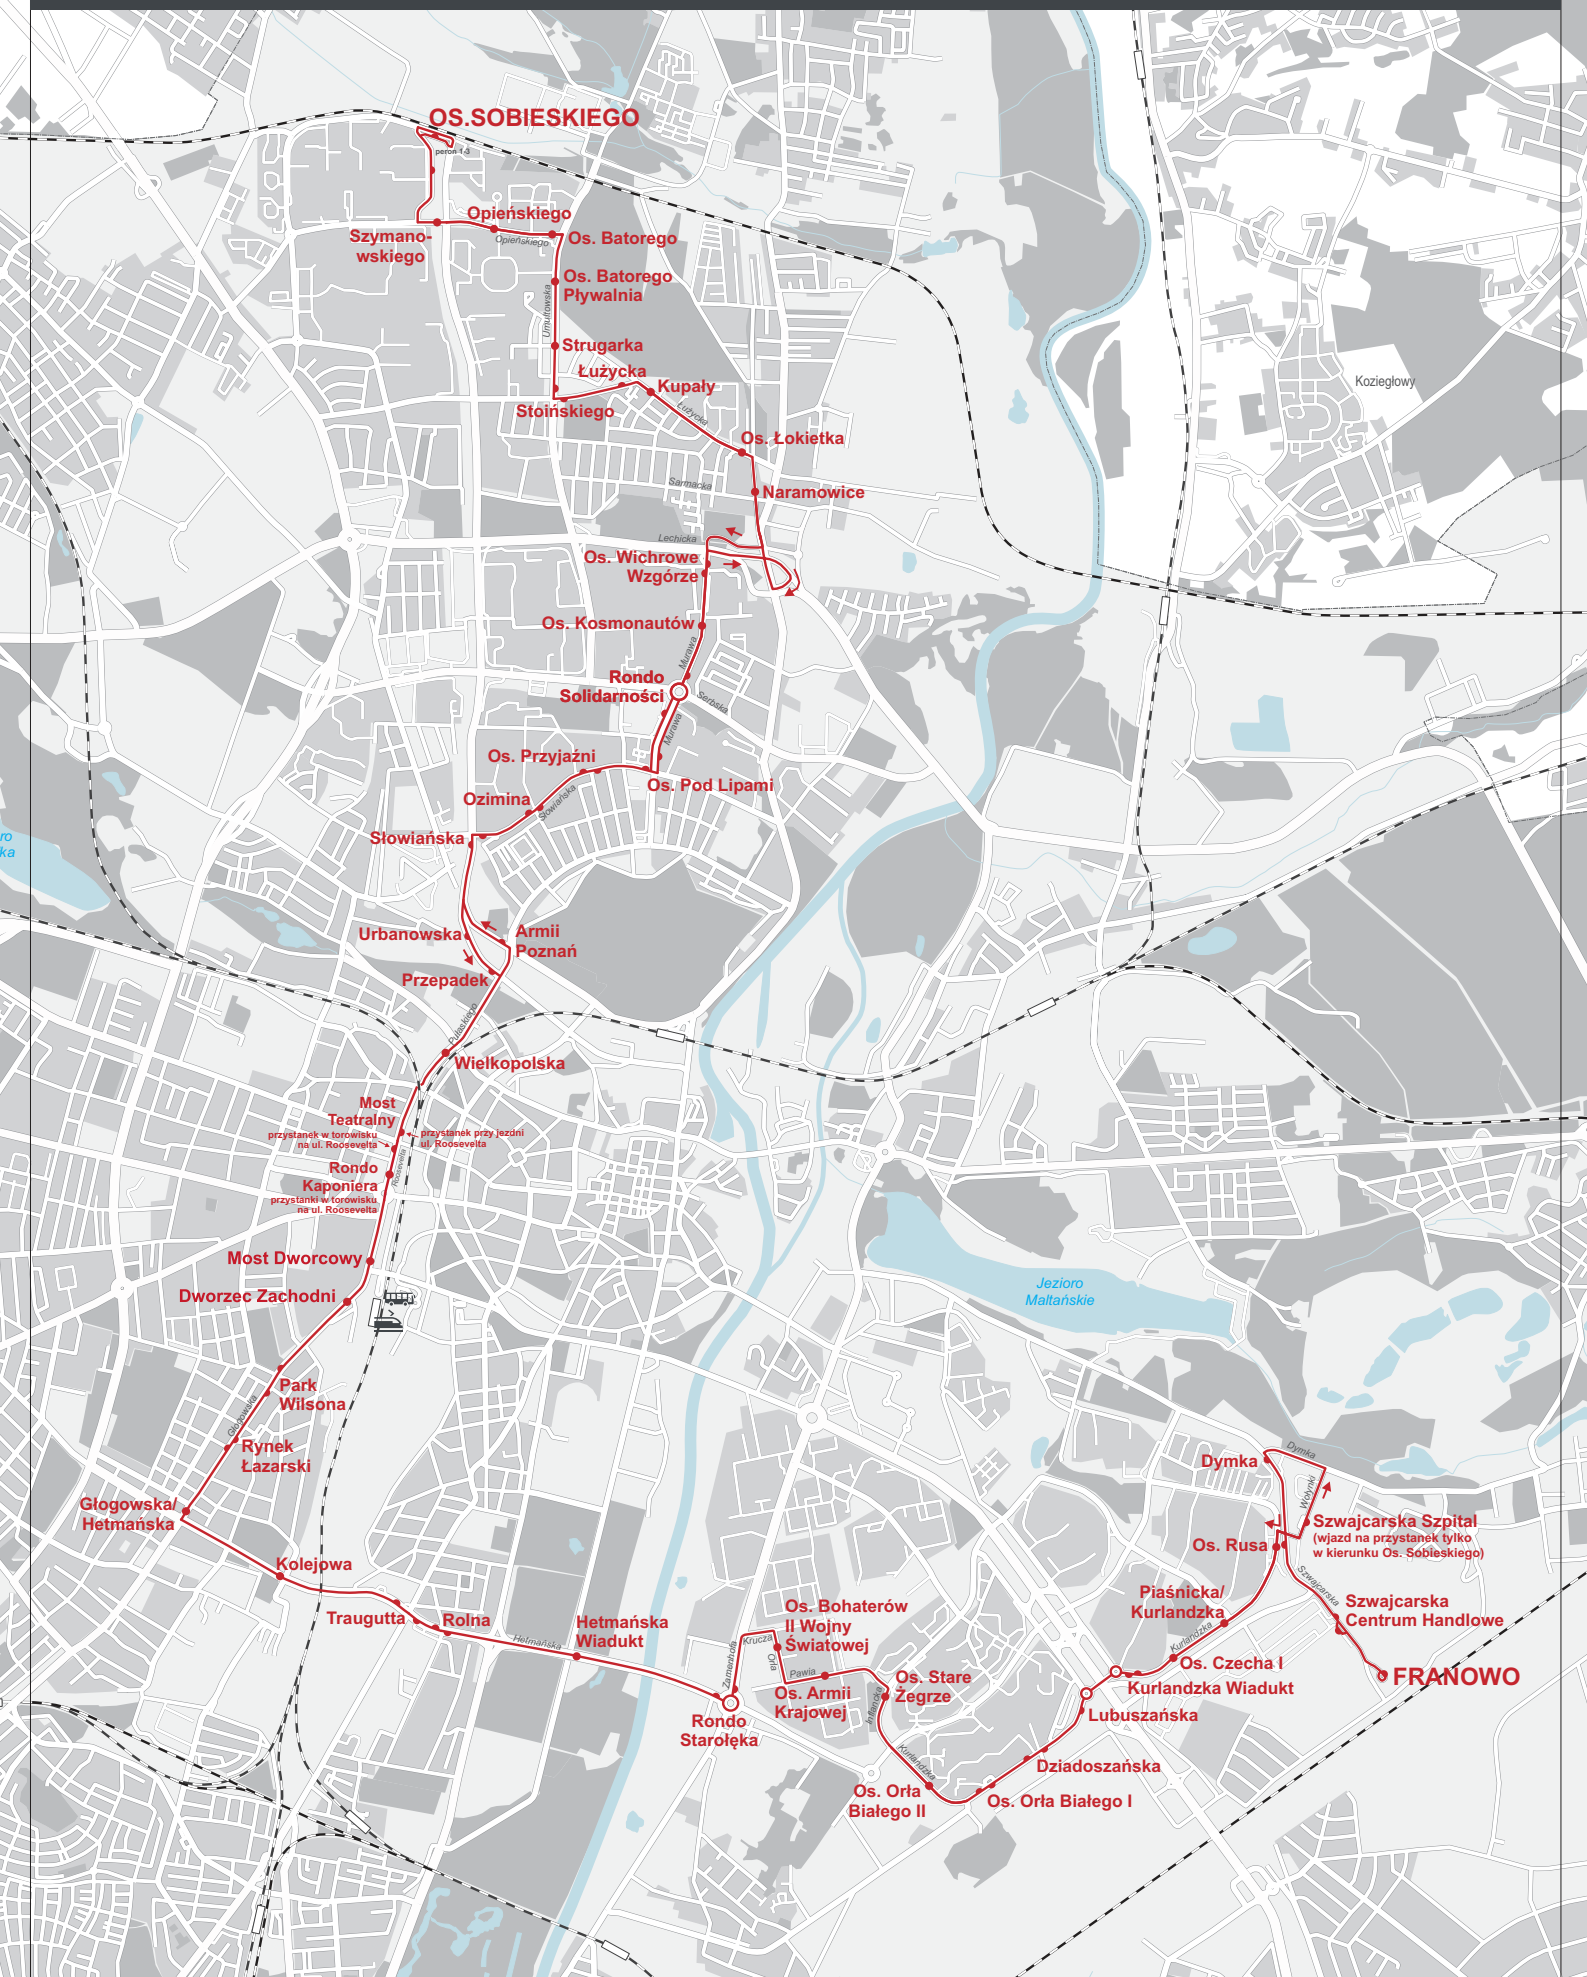 OS.SOBIESKIEGO
peron 1-3
Opieńskiego
Szymano-
wskiego
Opieńskiego
Os. Batorego
Os. Batorego
Pływalnia
Umultowska
Strugarka
Łużycka
Kupały
Koziegłowy
Stoińskiego
Łużycka
Os. Łokietka
Sarmacka
Naramowice
Lechicka
Os. Wichrowe
Wzgórze
Os. Kosmonautów
Murawa
Rondo
Solidarności
Serbska
Murawa
Os. Przyjaźni
Os. Pod Lipami
Ozimina
Słowiańska
Słowiańska
ro
ka
Urbanowska
Armii
Poznań
Przepadek
Pułaskiego
Wielkopolska
Most
Teatralny
przystanek w torowisku
na ul. Roosevelta
przystanek przy jezdni
ul. Roosevelta
Roosevelta
Rondo
Kaponiera
przystanki w torowisku
na ul. Roosevelta
Most Dworcowy
Dworzec Zachodni
Jezioro
Maltańskie
Park
Wilsona
Głogowska
Rynek
Łazarski
Głogowska/
Hetmańska
Kolejowa
Traugutta
Rolna
Hetmańska
Hetmańska
Wiadukt
Zamenhofa
Krucza
Orla
Os. Bohaterów
II Wojny
Światowej
Pawia
Os. Armii
Krajowej
Rondo
Starołęka
Os. Stare
Żegrze
Inflancka
Kurlandzka
Os. Orła
Białego II
Os. Orła Białego I
Dziadoszańska
Lubuszańska
Kurlandzka Wiadukt
Os. Czecha I
Kurlandzka
Piaśnicka/
Kurlandzka
Os. Rusa
Dymka
Dymka
Wołynki
Szwajcarska Szpital
(wjazd na przystanek tylko
w kierunku Os. Sobieskiego)
Szwajcarska
Szwajcarska
Centrum Handlowe
FRANOWO